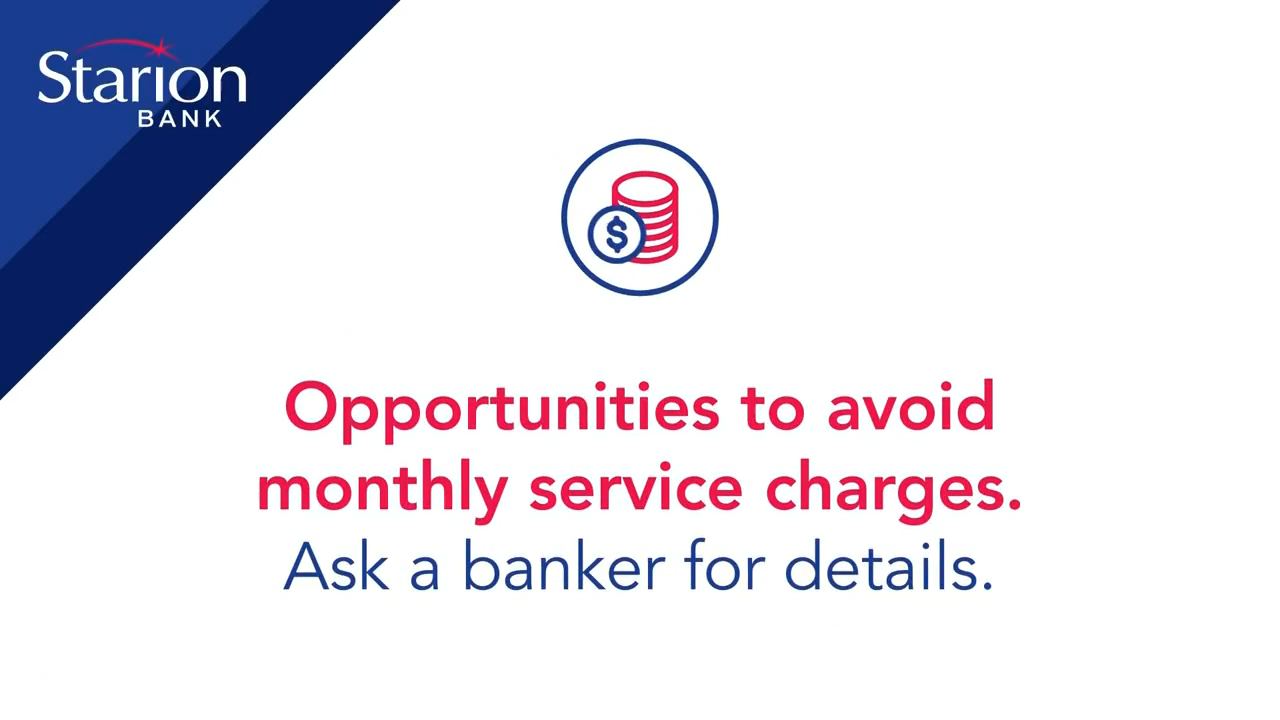 Starion
BANK
$
Opportunities to avoid
monthly service charges.
Ask a banker for details.